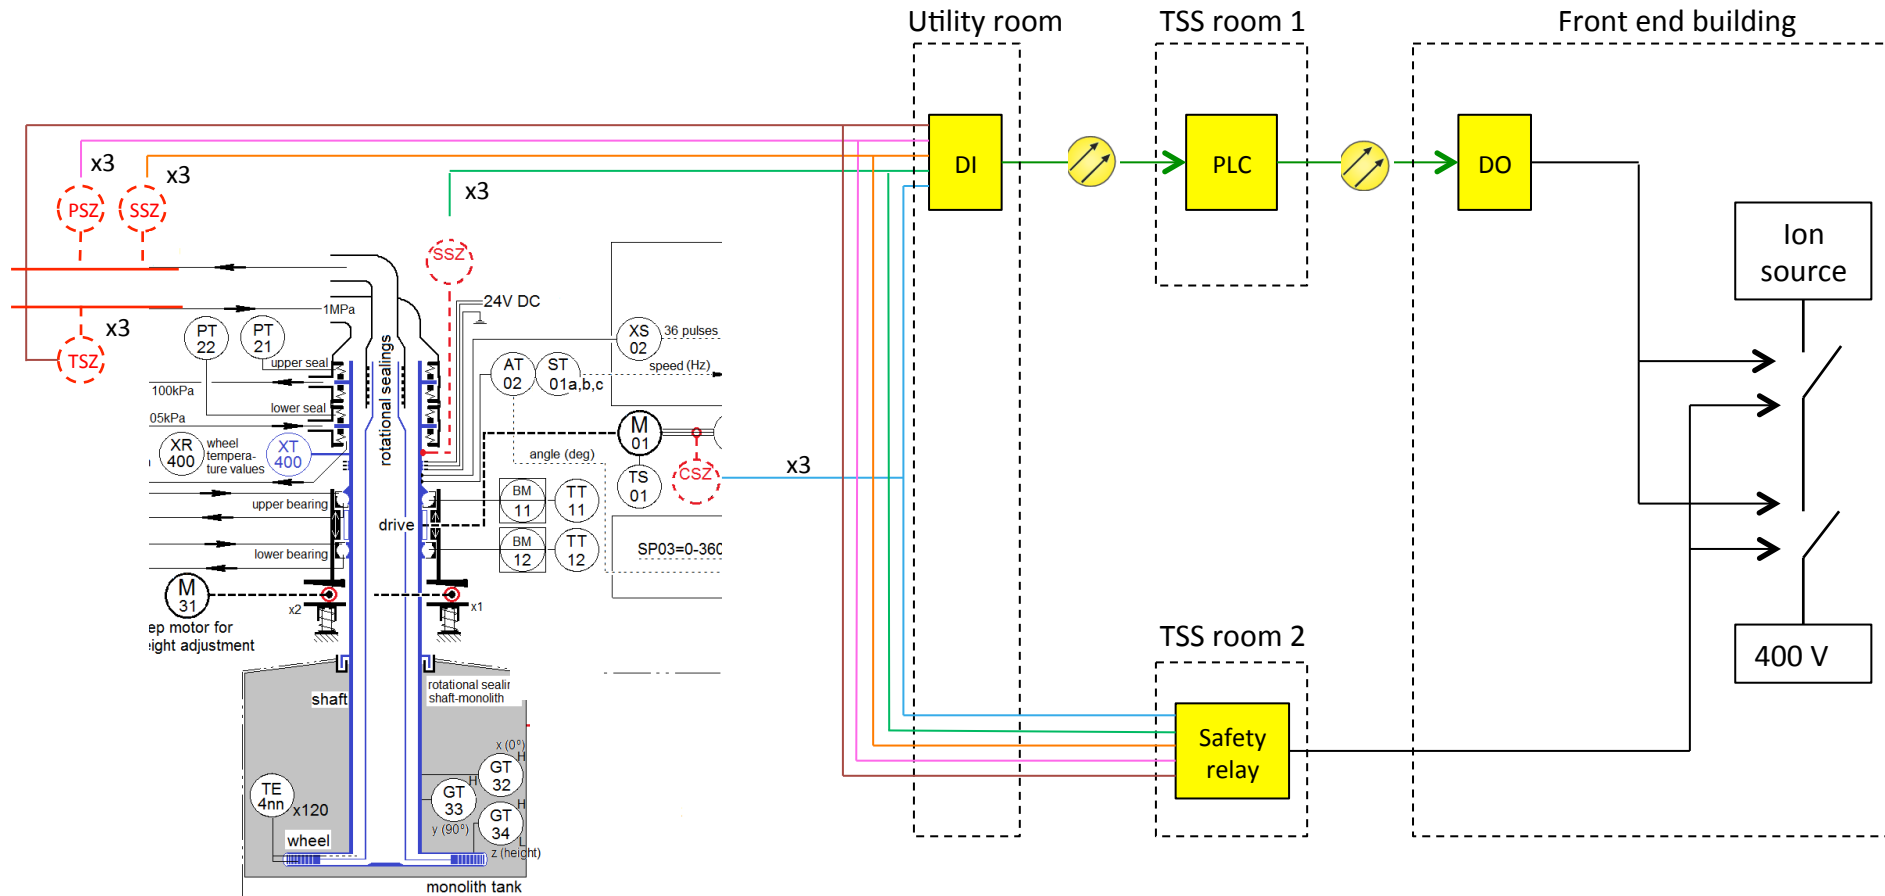 Utility room
TSS room 1
Front end building
x3
x3
x3
DI
PLC
DO
PSZ
SSZ
SSZ
Ion
source
24V DC
1MPa
x3
TSZ
PT
22
PT
21
upper seal
rotational sealings
XS
02
36 pulses
AT
02
ST
01a,b,c
speed (Hz)
100kPa
lower seal
05kPa
M
01
XR
400
wheel
tempera-
ture values
XT
400
angle (deg)
TS
01
CSZ
x3
upper bearing
BM
11
TT
11
drive
lower bearing
BM
12
TT
12
SP03=0-360
M
31
x2
x1
ep motor for
eight adjustment
TSS room 2
400 V
shaft
rotational sealin
shaft-monolith
Safety
relay
x (0°)
H
GT
32
H
GT
33
y (90°)
H
GT
34
L
z (height)
TE
4nn
x120
wheel
monolith tank